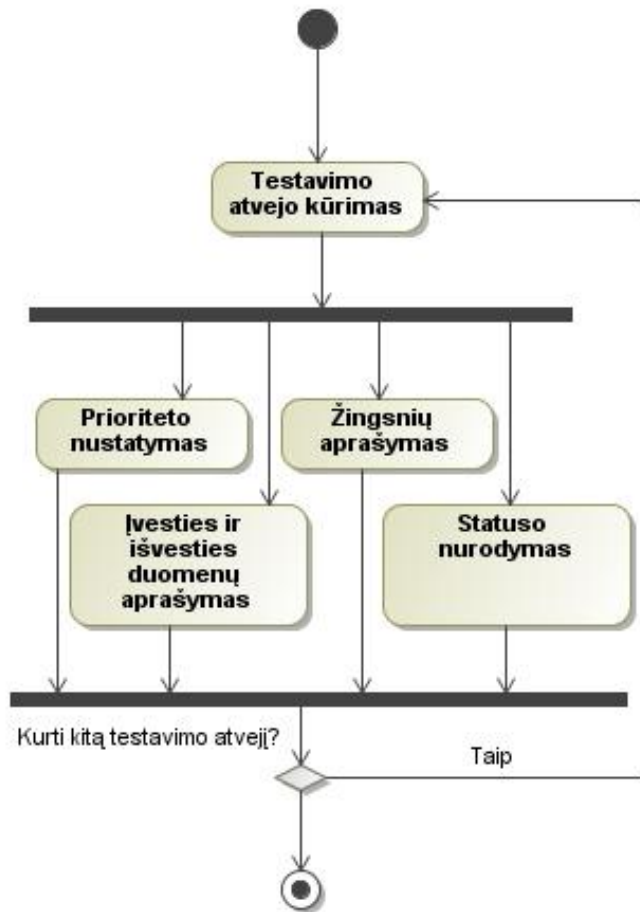 Testavimo
atvejo kūrimas
Prioriteto
nustatymas
Žingsnių
aprašymas
Įvesties ir
išvesties
duomenų
aprašymas
Statuso
nurodymas
Kurti kitą testavimo atvejį?
Taip